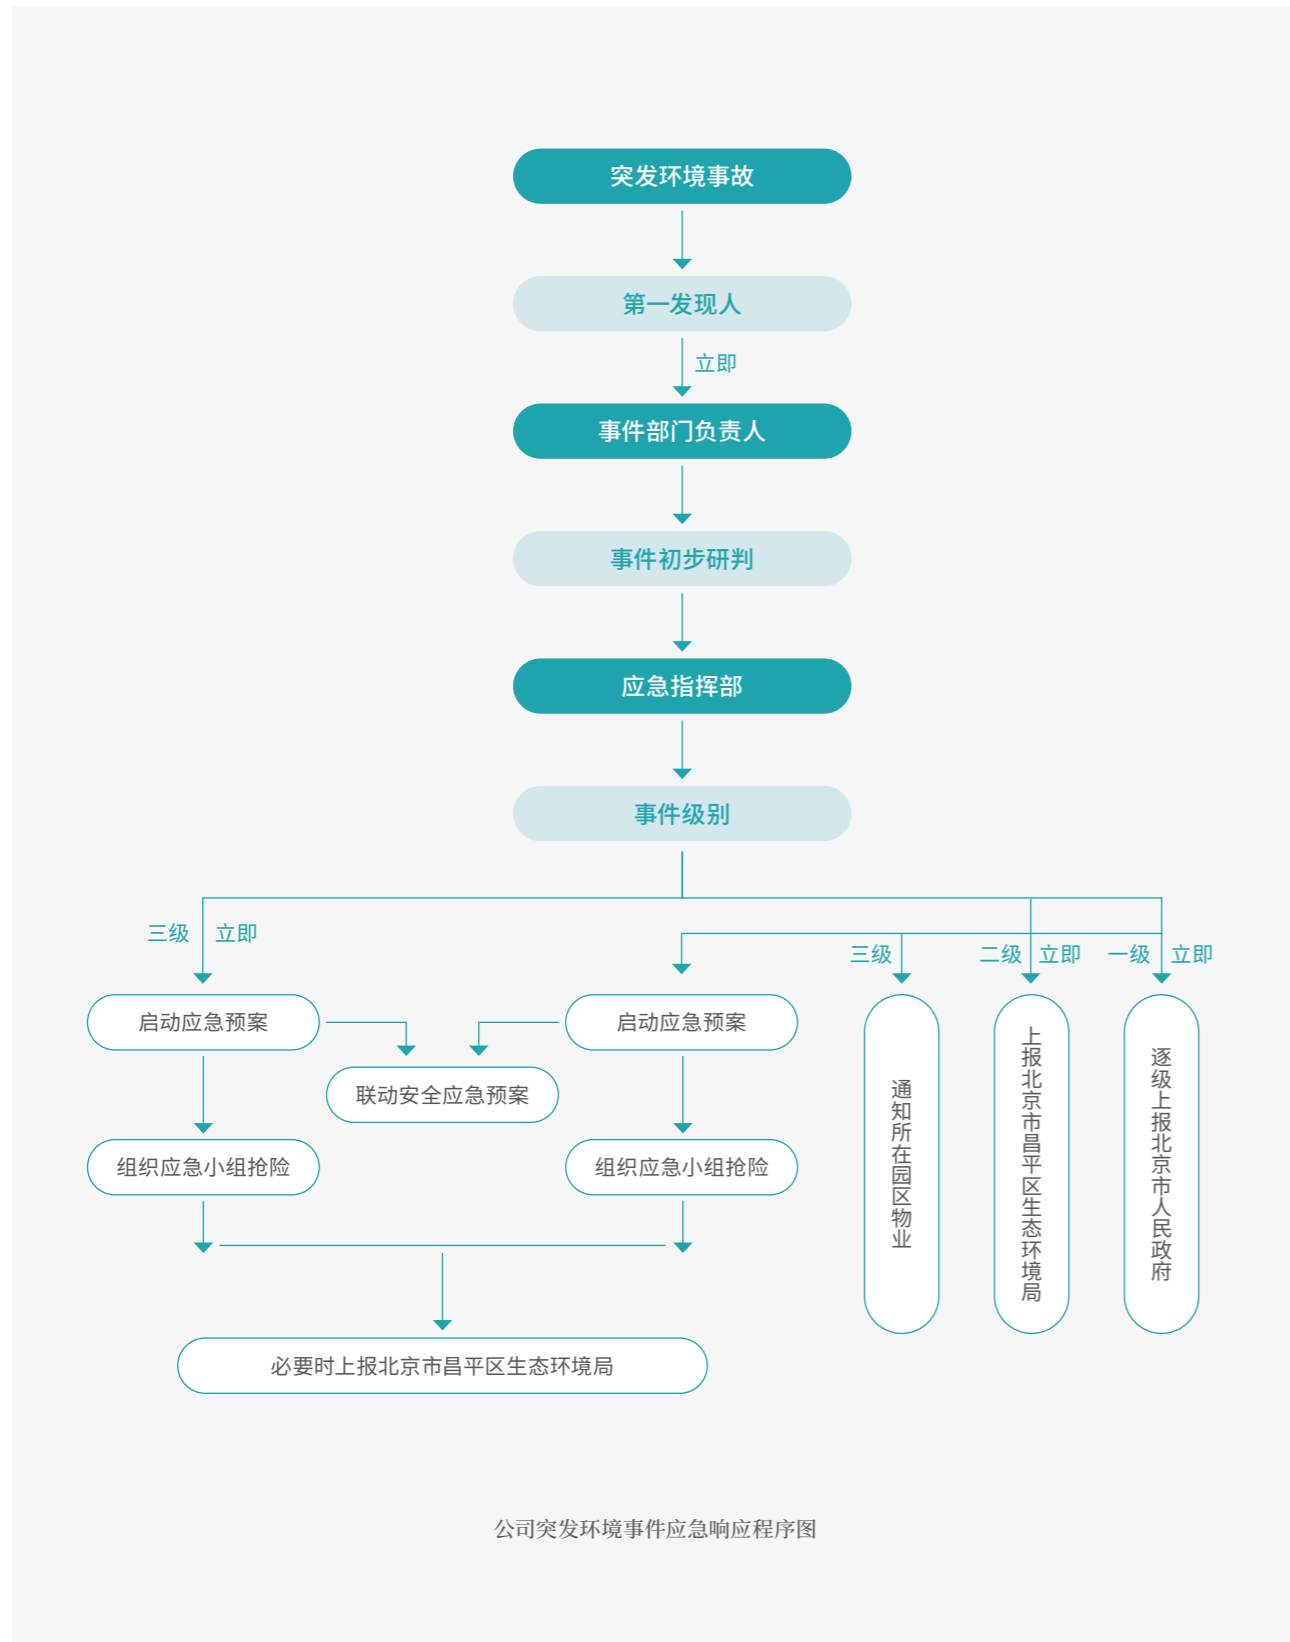 突发环境事故
第一发现人
立即
事件部门负责人
事件初步研判
应急指挥部
事件级别
三级 立即
三级
二级 立即
一级 立即
启动应急预案
启动应急预案
联动安全应急预案
组织应急小组抢险
组织应急小组抢险
通知所在园区物业
上报北京市昌平区生态环境局
逐级上报北京市人民政府
必要时上报北京市昌平区生态环境局
公司突发环境事件应急响应程序图